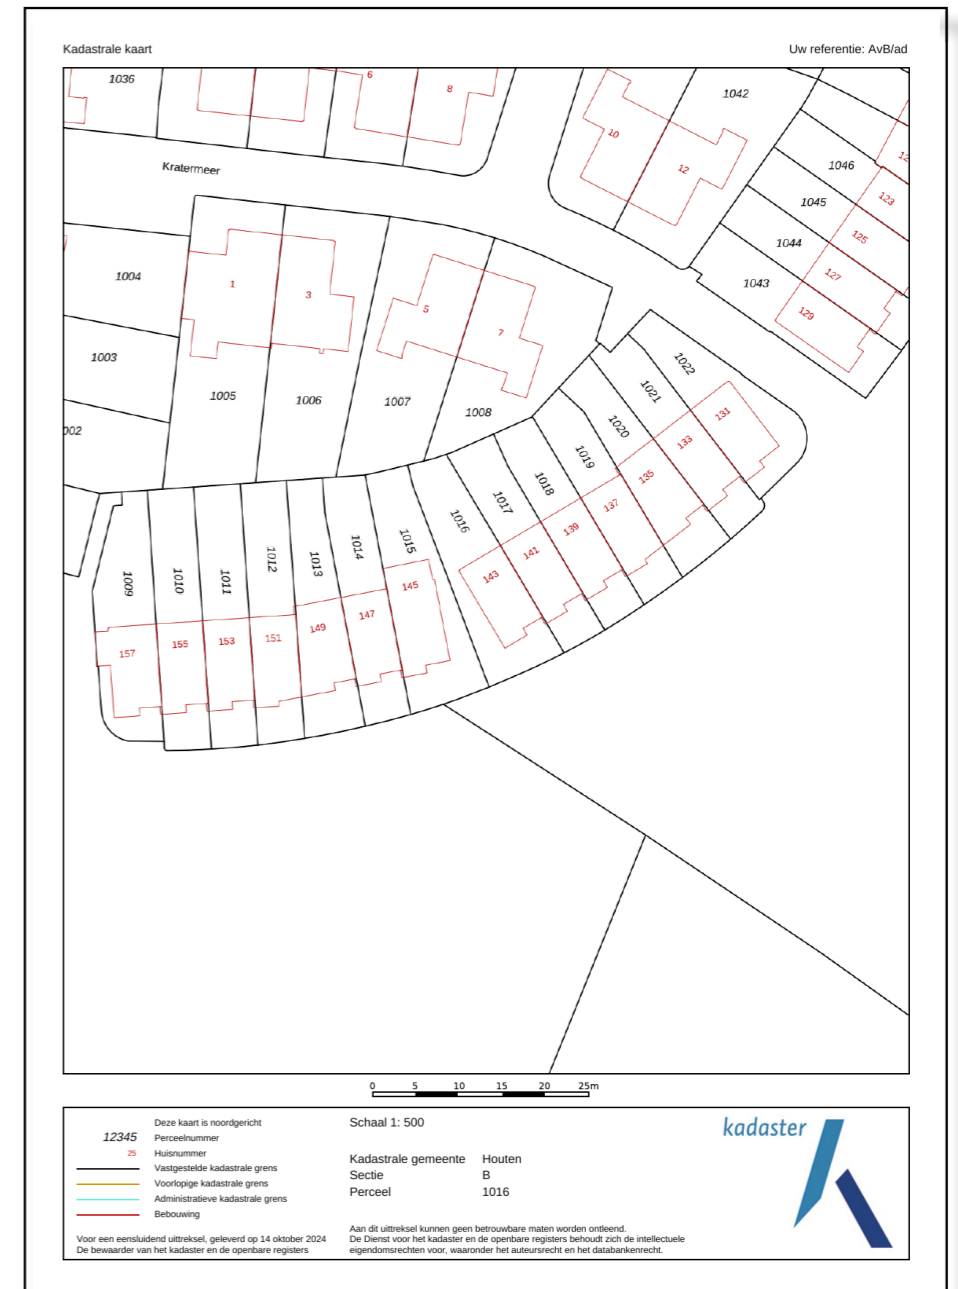 Kadastrale kaart
Uw referentie: AvB/ad
1036
6
8
1042
10
12
1046
123
1045
125
1044
127
1043
129
Kratermeer
1004
1
3
5
7
1003
1005
1006
1007
1008
002
1022
1021
1020
1019
1018
1017
1016
1015
1014
1013
1012
1011
1010
1009
131
133
135
137
139
141
143
145
147
149
151
153
155
157
0 5 10 15 20 25m
Deze kaart is noordgericht
12345 Perceelnummer
25 Huisnummer
Vastgestelde kadastrale grens
Voorlopige kadastrale grens
Administratieve kadastrale grens
Bebouwing
Voor een eensluidend uittreksel, geleverd op 14 oktober 2024
De bewaarder van het kadaster en de openbare registers
Schaal 1: 500
Kadastrale gemeente Houten
Sectie B
Perceel 1016
Aan dit uittreksel kunnen geen betrouwbare maten worden ontleend.
De Dienst voor het kadaster en de openbare registers behoudt zich de intellectuele
eigendomsrechten voor, waaronder het auteursrecht en het databankenrecht.
kadaster